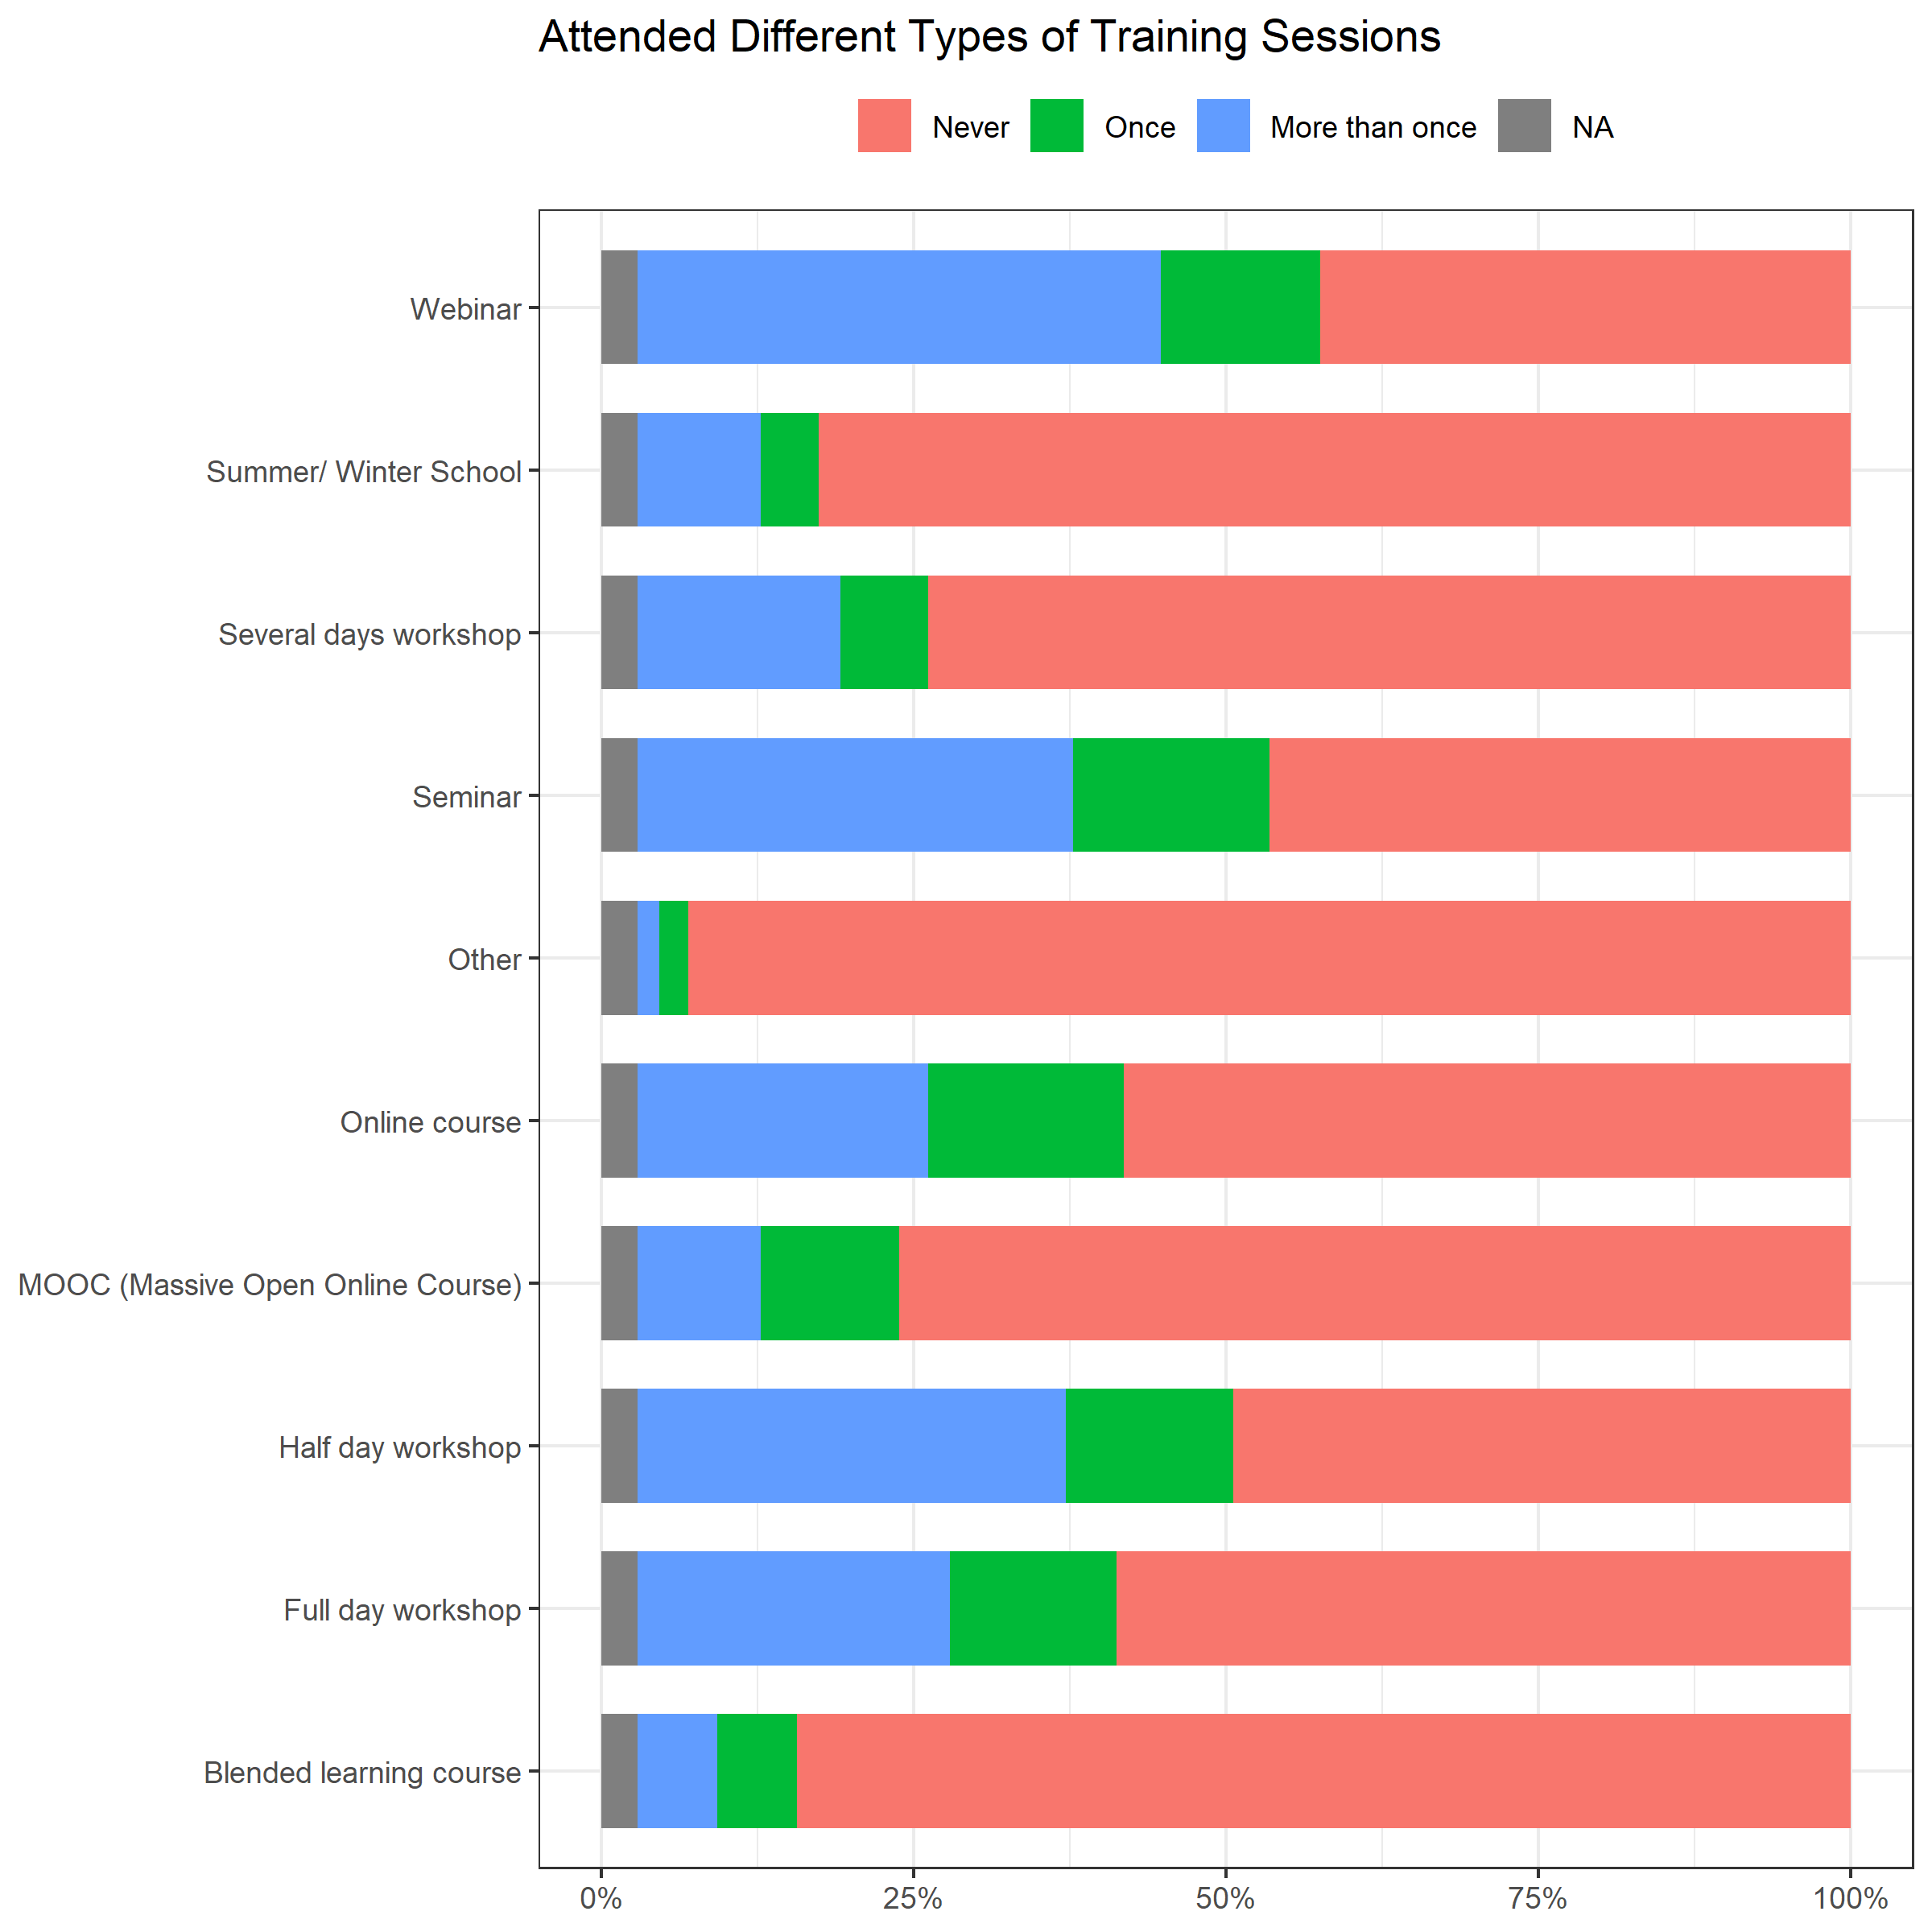 Attended Different Types of Training Sessions
Never Once More than once NA
Webinar
Summer/ Winter School
Several days workshop
Seminar
Other
Online course
MOOC (Massive Open Online Course)
Half day workshop
Full day workshop
Blended learning course
0% 25% 50% 75% 100%